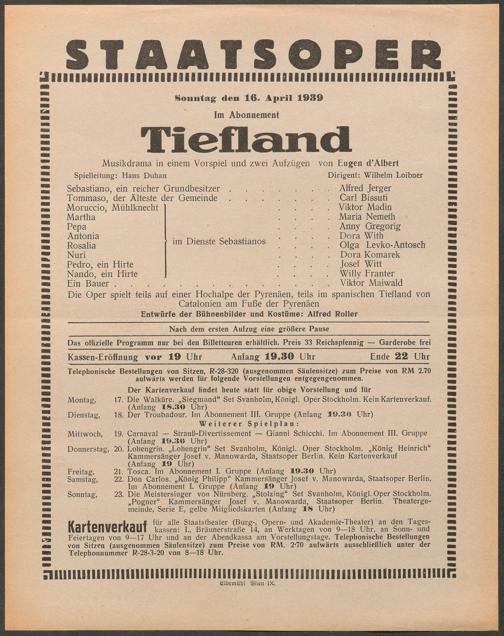 STAATSOPER
Sonntag den 16. April 1939
Im Abonnement
Tiefland
Musikdrama in einem Vorspiel und zwei Aufzügen von Eugen d'Albert
Spielleitung: Hans Duhan Dirigent: Wilhelm Loibner
Sebastiano, ein reicher Grundbesitzer . . . . . . Alfred Jerger
Tommaso, der Älteste der Gemeinde . . . . . . Carl Bissuti
Moruccio, Mühlknecht . . . . Viktor Madin
Martha . . . . Maria Nemeth
Pepa . . . . Anny Gregorig
Antonia . . . . Dora With
im Dienste Sebastianos
Rosalia . . . . Olga Levko-Antosch
Nuri . . . . Dora Komarek
Pedro, ein Hirte . . . . Josef Witt
Nando, ein Hirte . . . . Willy Franter
Ein Bauer . . . . . . . . . . Viktor Maiwald
Die Oper spielt teils auf einer Hochalpe der Pyrenäen, teils im spanischen Tiefland von
Catalonien am Fuße der Pyrenäen
Entwürfe der Bühnenbilder und Kostüme: Alfred Roller
Nach dem ersten Aufzug eine größere Pause
Das offizielle Programm nur bei den Billetteuren erhältlich. Preis 33 Reichspfennig — Garderobe frei
Kassen-Eröffnung vor 19 Uhr Anfang 19.30 Uhr Ende 22 Uhr
Telephonische Bestellungen von Sitzen, R-28-320 (ausgenommen Säulensitze) zum Preise von RM 2.70
aufwärts werden für folgende Vorstellungen entgegengenommen.
Der Kartenverkauf findet heute statt für obige Vorstellung und für
Montag, 17. Die Walküre. „Siegmund" Set Svanholm, Königl. Oper Stockholm. Kein Kartenverkauf.
(Anfang 18.30 Uhr)
Dienstag, 18. Der Troubadour. Im Abonnement III. Gruppe (Anfang 19.30 Uhr)
Weiterer Spielplan:
Mittwoch, 19. Carnaval — Strauß-Divertissement — Gianni Schicchi. Im Abonnement III. Gruppe
(Anfang 19.30 Uhr)
Donnerstag, 20. Lohengrin. „Lohengrin" Set Svanholm, Königl. Oper Stockholm. „König Heinrich"
Kammersänger Josef v. Manowarda, Staatsoper Berlin. Kein Kartenverkauf
(Anfang 19 Uhr)
Freitag, 21. Tosca. Im Abonnement I. Gruppe (Anfang 19.30 Uhr)
Samstag, 22. Don Carlos. „König Philipp" Kammersänger Josef v. Manowarda, Staatsoper Berlin.
Im Abonnement I. Gruppe (Anfang 19 Uhr)
Sonntag, 23. Die Meistersinger von Nürnberg. „Stolzing" Set Svanholm, Königl. Oper Stockholm.
„Pogner" Kammersänger Josef v. Manowarda, Staatsoper Berlin. Theatergemeinde, Serie E, gelbe Mitgliedskarten (Anfang 18 Uhr)
Kartenverkauf für alle Staatstheater (Burg-, Opern- und Akademie-Theater) an den Tageskassen: I., Bräunerstraße 14, an Werktagen von 9—18 Uhr, an Sonn- und
Feiertagen von 9—17 Uhr und an der Abendkassa am Vorstellungstage. Telephonische Bestellungen
von Sitzen (ausgenommen Säulensitze) zum Preise von RM. 2·70 aufwärts ausschließlich unter der
Telephonnummer R-28-3-20 von 8—18 Uhr.
Elbemühl Wien IX.